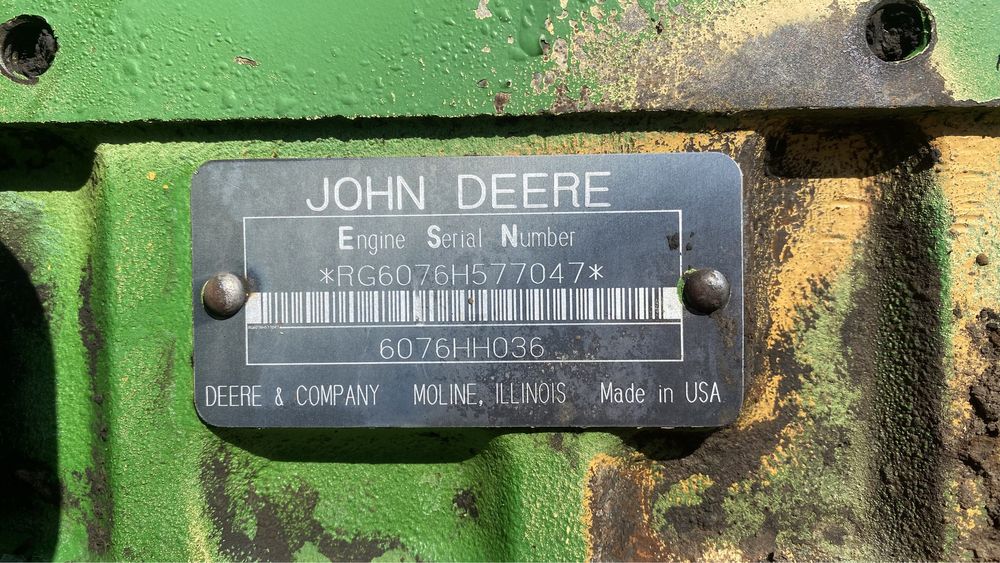 JOHN DEERE
Engine Serial Number
*RG6076H577047*
6076HH036
DEERE & COMPANY MOLINE, ILLINOIS Made in USA